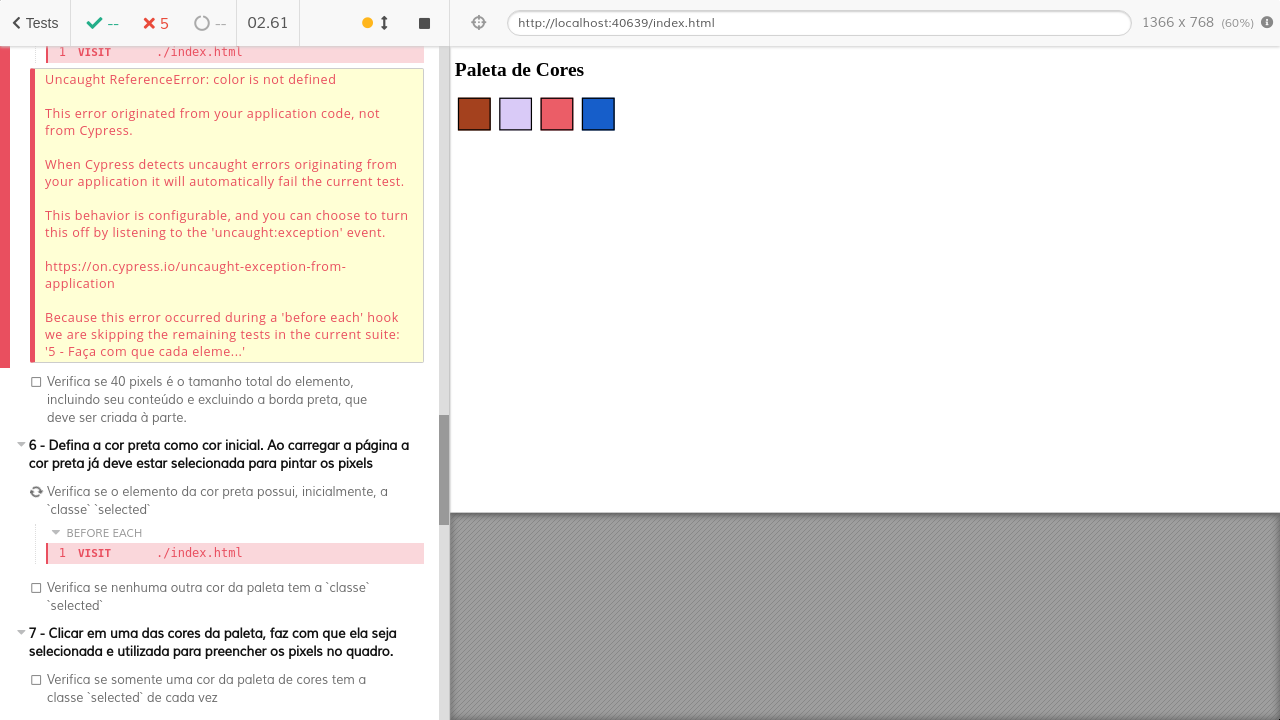 Tests
--
5
--
02.61
http://localhost:40639/index.html
1366 x 768 (60%)
1 VISIT ./index.html
Uncaught ReferenceError: color is not defined
This error originated from your application code, not
from Cypress.
When Cypress detects uncaught errors originating from
your application it will automatically fail the current test.
This behavior is configurable, and you can choose to turn
this off by listening to the 'uncaught:exception' event.
https://on.cypress.io/uncaught-exception-from-
application
Because this error occurred during a 'before each' hook
we are skipping the remaining tests in the current suite:
'5 - Faça com que cada eleme...'
Verifica se 40 pixels é o tamanho total do elemento,
incluindo seu conteúdo e excluindo a borda preta, que
deve ser criada à parte.
6 - Defina a cor preta como cor inicial. Ao carregar a página a
cor preta já deve estar selecionada para pintar os pixels
Verifica se o elemento da cor preta possui, inicialmente, a
`classe` `selected`
BEFORE EACH
1 VISIT ./index.html
Verifica se nenhuma outra cor da paleta tem a `classe`
`selected`
7 - Clicar em uma das cores da paleta, faz com que ela seja
selecionada e utilizada para preencher os pixels no quadro.
Verifica se somente uma cor da paleta de cores tem a
classe `selected` de cada vez
Paleta de Cores